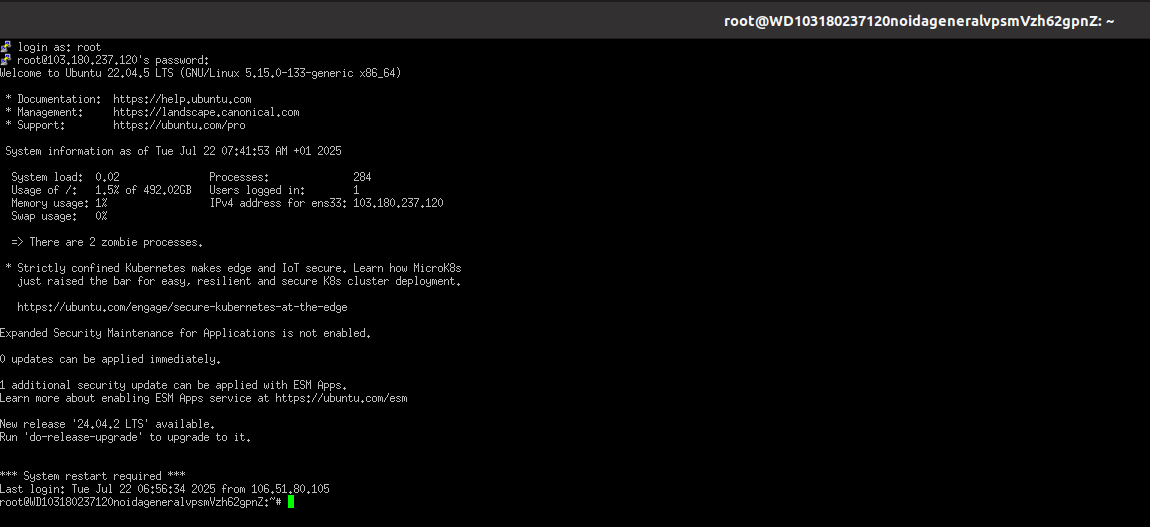 root@WD103180237120noidageneralvpsmVzh62gpnZ: ~
login as: root
root@103.180.237.120's password:
Welcome to Ubuntu 22.04.5 LTS (GNU/Linux 5.15.0-133-generic x86_64)
* Documentation:  https://help.ubuntu.com
* Management:     https://landscape.canonical.com
* Support:        https://ubuntu.com/pro
System information as of Tue Jul 22 07:41:53 AM +01 2025
System load:  0.02               Processes:              284
Usage of /:   1.5% of 492.02GB   Users logged in:        1
Memory usage: 1%                 IPv4 address for ens33: 103.180.237.120
Swap usage:   0%
=> There are 2 zombie processes.
* Strictly confined Kubernetes makes edge and IoT secure. Learn how MicroK8s
just raised the bar for easy, resilient and secure K8s cluster deployment.
https://ubuntu.com/engage/secure-kubernetes-at-the-edge
Expanded Security Maintenance for Applications is not enabled.
0 updates can be applied immediately.
1 additional security update can be applied with ESM Apps.
Learn more about enabling ESM Apps service at https://ubuntu.com/esm
New release '24.04.2 LTS' available.
Run 'do-release-upgrade' to upgrade to it.
*** System restart required ***
Last login: Tue Jul 22 06:56:34 2025 from 106.51.80.105
root@WD103180237120noidageneralvpsmVzh62gpnZ:~#